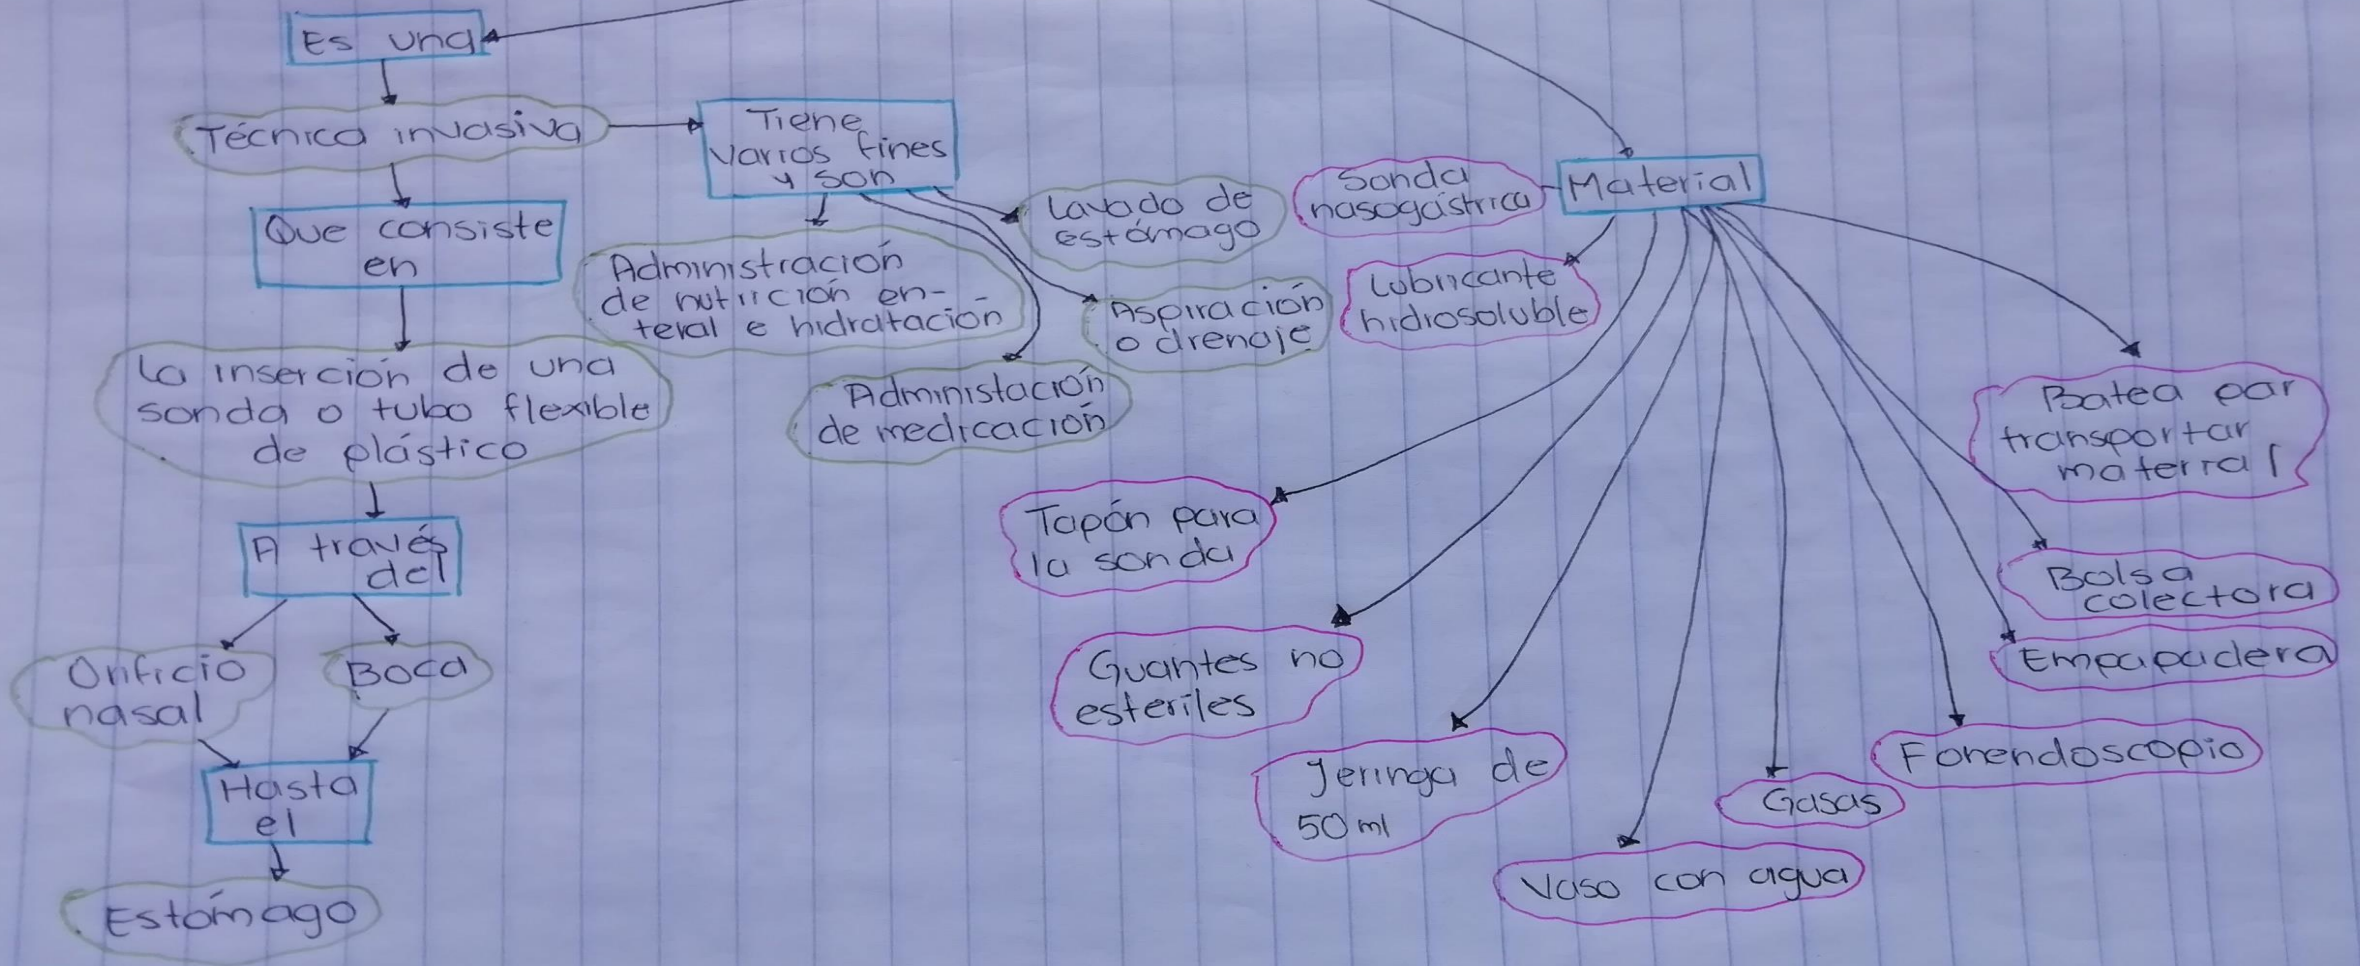 Es una
Técnica invasiva
Que consiste
en
La inserción de una
sonda o tubo flexible
de plástico
A través
del
Orificio
nasal
Boca
Hasta
el
Estómago
Tiene
varios fines
y son
Administración
de nutrición en-
teral e hidratación
Lavado de
estómago
Aspiración
o drenaje
Administación
de medicación
Material
Sonda
nasogástrica
Lubricante
hidrosoluble
Tapón para
la sonda
Guantes no
esteriles
Jeringa de
50 ml
Vaso con agua
Gasas
Fonendoscopio
Empapadera
Bolsa
colectora
Batea par
transportar
material